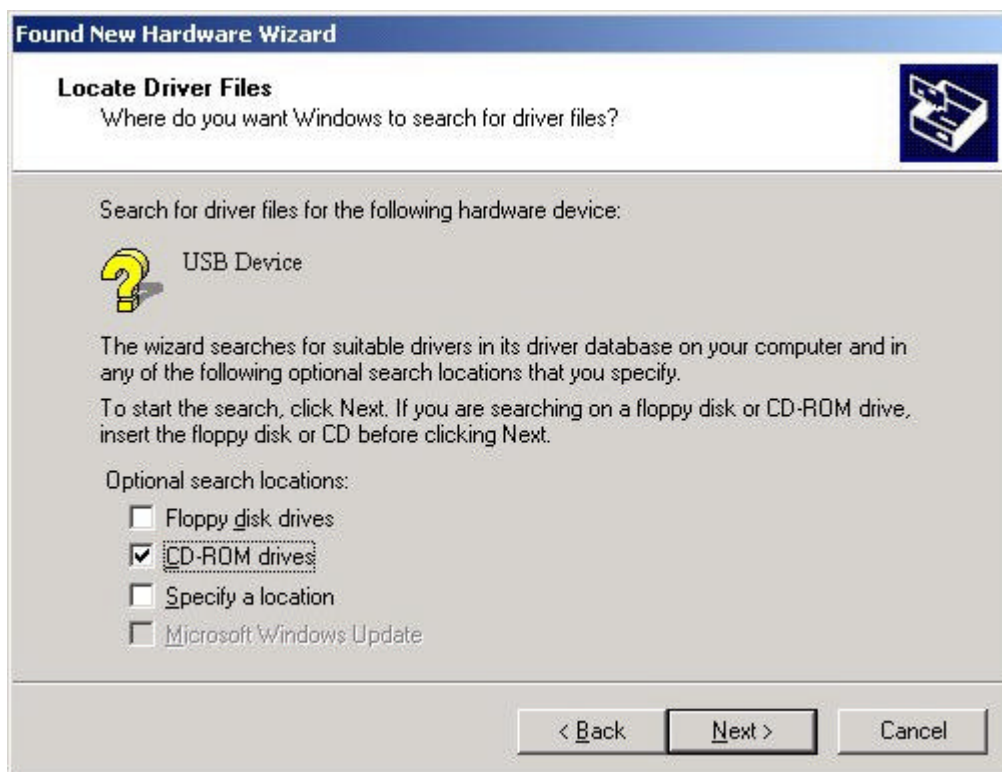 Found New Hardware Wizard
Locate Driver Files
Where do you want Windows to search for driver files?
Search for driver files for the following hardware device:
USB Device
The wizard searches for suitable drivers in its driver database on your computer and in
any of the following optional search locations that you specify.
To start the search, click Next. If you are searching on a floppy disk or CD-ROM drive,
insert the floppy disk or CD before clicking Next.
Optional search locations:
Floppy disk drives
CD-ROM drives
Specify a location
Microsoft Windows Update
< Back Next > Cancel